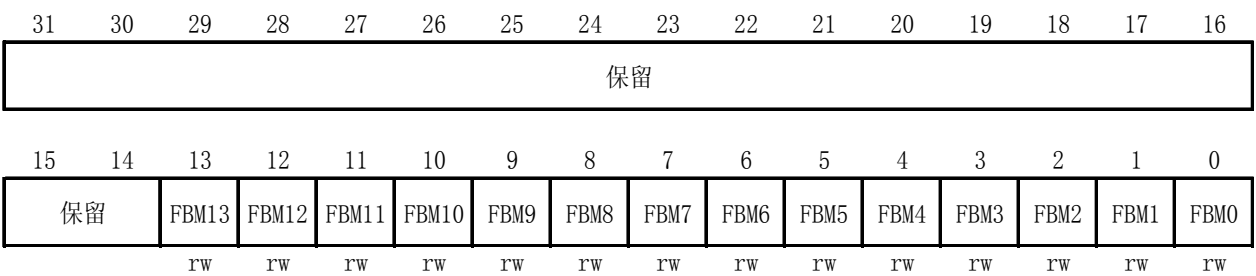 31 30 29 28 27 26 25 24 23 22 21 20 19 18 17 16
保留
15 14 13 12 11 10 9 8 7 6 5 4 3 2 1 0
保留 FBM13 FBM12 FBM11 FBM10 FBM9 FBM8 FBM7 FBM6 FBM5 FBM4 FBM3 FBM2 FBM1 FBM0
rw rw rw rw rw rw rw rw rw rw rw rw rw rw